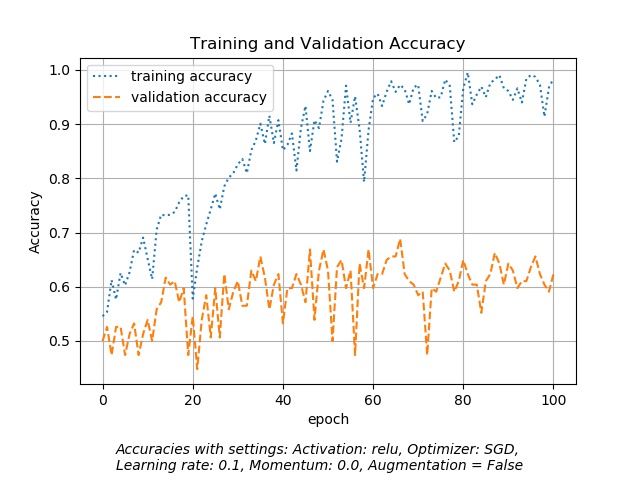 Training and Validation Accuracy
training accuracy
validation accuracy
1.0
0.9
0.8
0.7
0.6
0.5
Accuracy
0 20 40 60 80 100
epoch
Accuracies with settings: Activation: relu, Optimizer: SGD,
Learning rate: 0.1, Momentum: 0.0, Augmentation = False